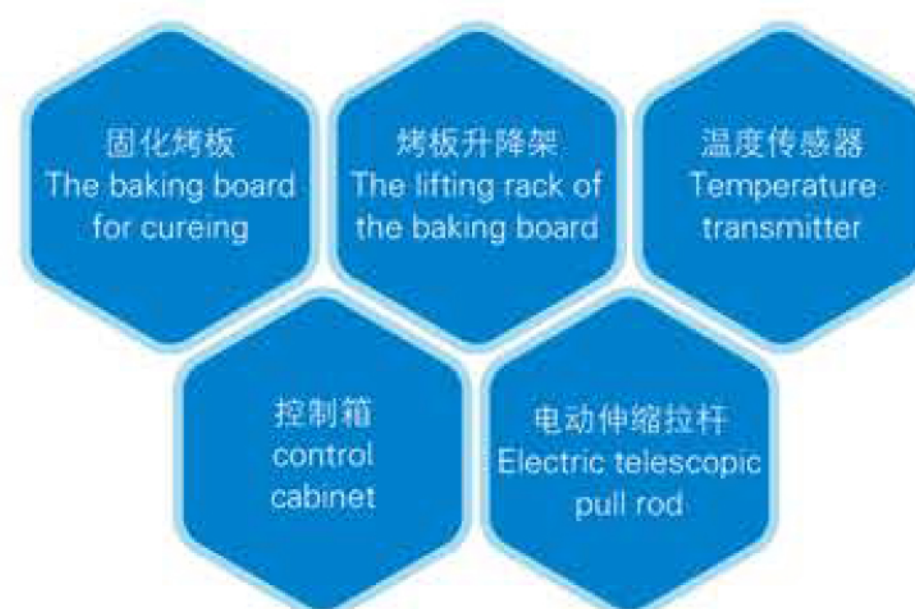 固化烤板
The baking board
for cureing
烤板升降架
The lifting rack of
the baking board
温度传感器
Temperature
transmitter
控制箱
control
cabinet
电动伸缩拉杆
Electric telescopic
pull rod